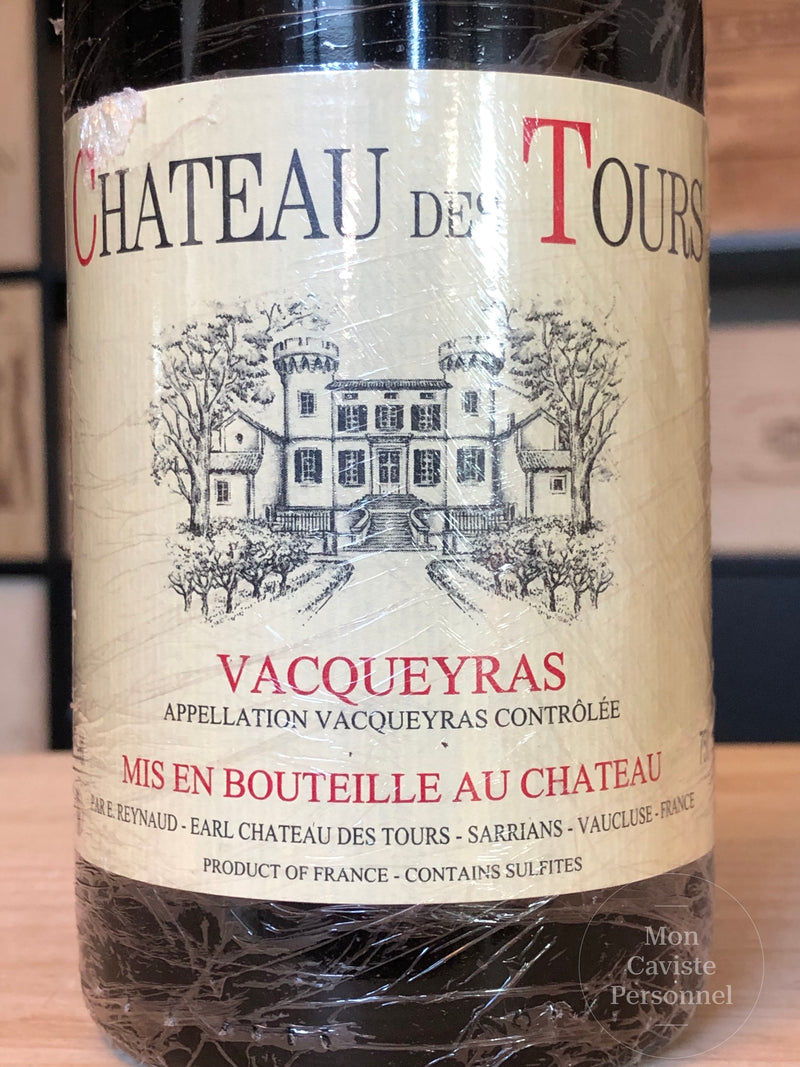 CHATEAU DES TOURS
VACQUEYRAS
APPELLATION VACQUEYRAS CONTRÔLÉE
MIS EN BOUTEILLE AU CHATEAU
PAR E. REYNAUD - EARL CHATEAU DES TOURS - SARRIANS - VAUCLUSE - FRANCE
PRODUCT OF FRANCE - CONTAINS SULFITES
Mon
Caviste
Personnel